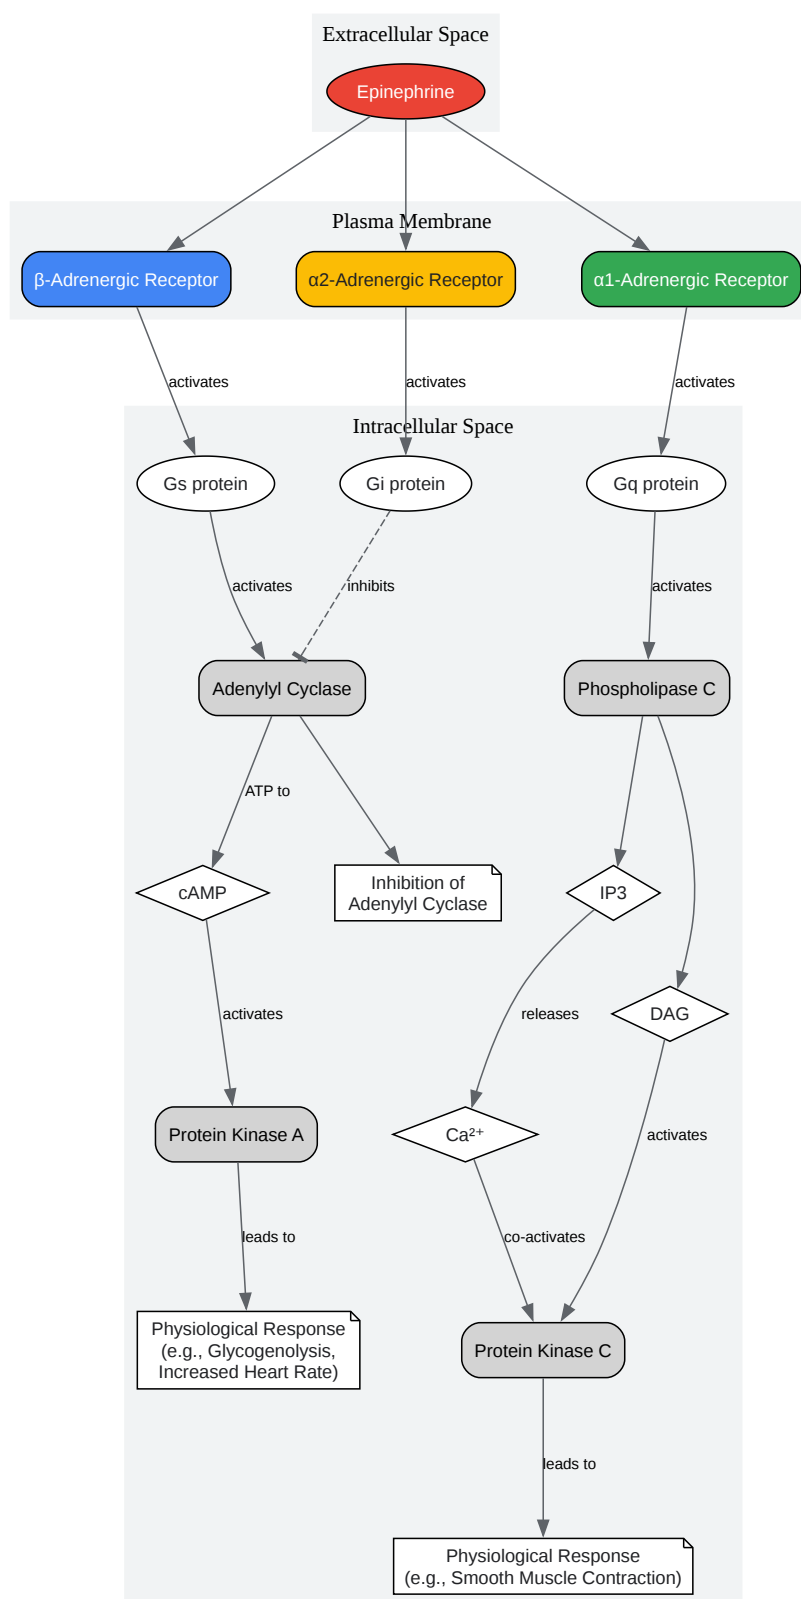 Extracellular Space
Epinephrine
Plasma Membrane
β-Adrenergic Receptor
α2-Adrenergic Receptor
α1-Adrenergic Receptor
activates
activates
activates
Intracellular Space
Gs protein
Gi protein
Gq protein
activates
inhibits
activates
Adenylyl Cyclase
Phospholipase C
ATP to
cAMP
Inhibition of
Adenylyl Cyclase
IP3
activates
releases
DAG
Protein Kinase A
Ca²⁺
activates
leads to
co-activates
Physiological Response
(e.g., Glycogenolysis,
Increased Heart Rate)
Protein Kinase C
leads to
Physiological Response
(e.g., Smooth Muscle Contraction)